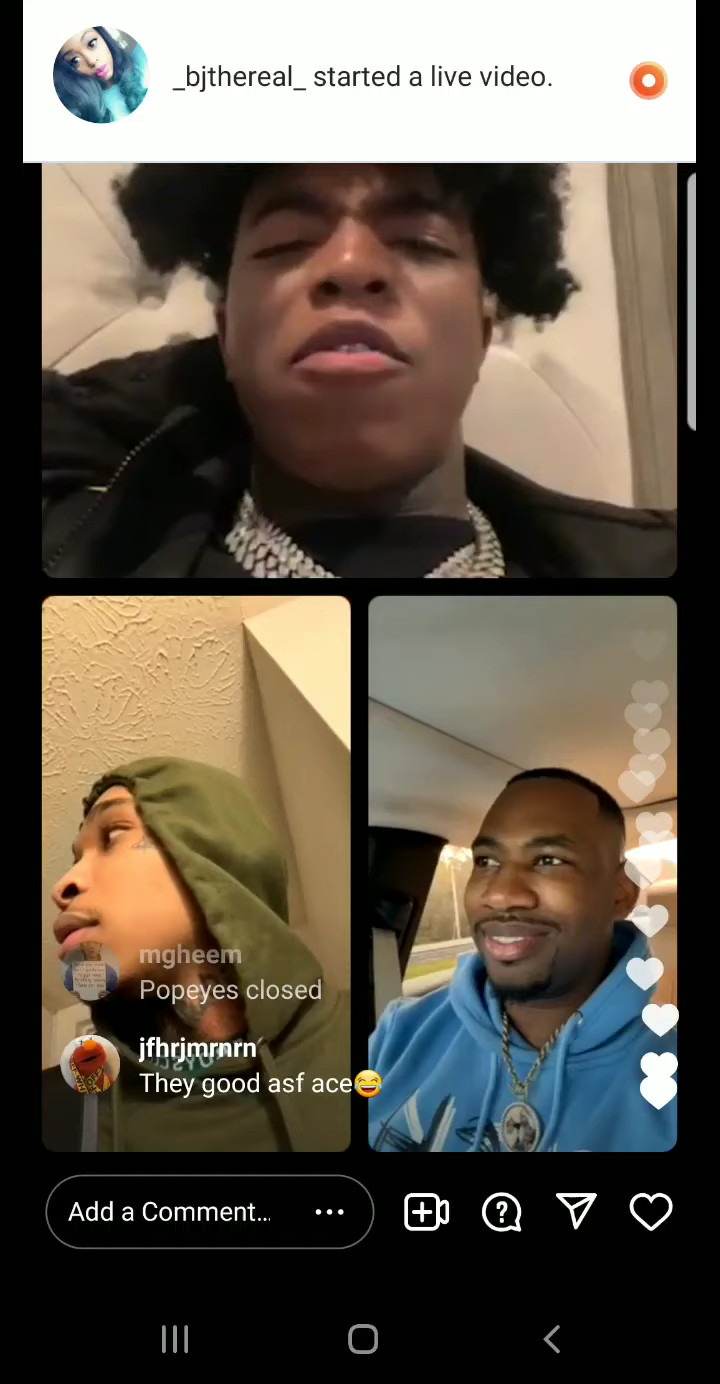 _bjthereal_ started a live video.
mgheem
Popeyes closed
jfhrjmrnrn
They good asf ace😂
Add a Comment...